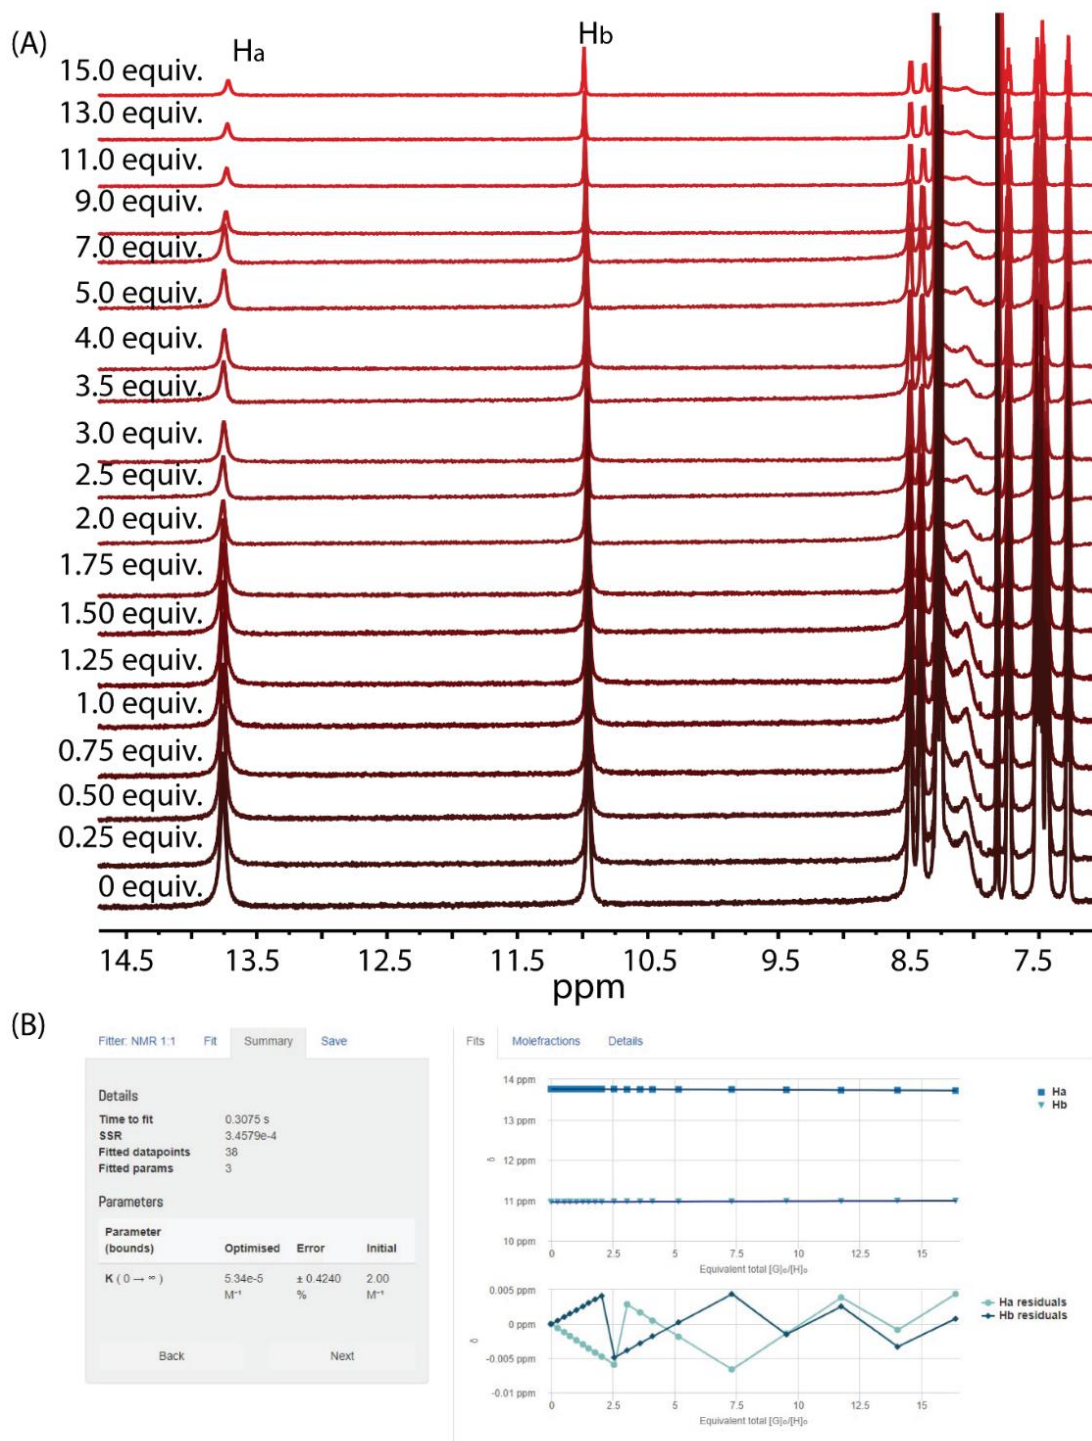 (A)
Ha
Hb
15.0 equiv.
13.0 equiv.
11.0 equiv.
9.0 equiv.
7.0 equiv.
5.0 equiv.
4.0 equiv.
3.5 equiv.
3.0 equiv.
2.5 equiv.
2.0 equiv.
1.75 equiv.
1.50 equiv.
1.25 equiv.
1.0 equiv.
0.75 equiv.
0.50 equiv.
0.25 equiv.
0 equiv.
14.5 13.5 12.5 11.5 10.5 9.5 8.5 7.5
ppm
(B)
Fitter: NMR 1:1 Fit Summary Save
Details
Time to fit 0.3075 s
SSR 3.4579e-4
Fitted datapoints 38
Fitted params 3
Parameters
Parameter (bounds) Optimised Error Initial
K ( 0 → ∞ ) 5.34e-5 M⁻¹ ± 0.4240 % 2.00 M⁻¹
Back Next
Fits Molefractions Details
14 ppm
13 ppm
12 ppm
11 ppm
10 ppm
δ
0 2.5 5 7.5 10 12.5 15
Equivalent total [G]₀/[H]₀
Ha
Hb
0.005 ppm
0 ppm
-0.005 ppm
-0.01 ppm
δ
0 2.5 5 7.5 10 12.5 15
Equivalent total [G]₀/[H]₀
Ha residuals
Hb residuals